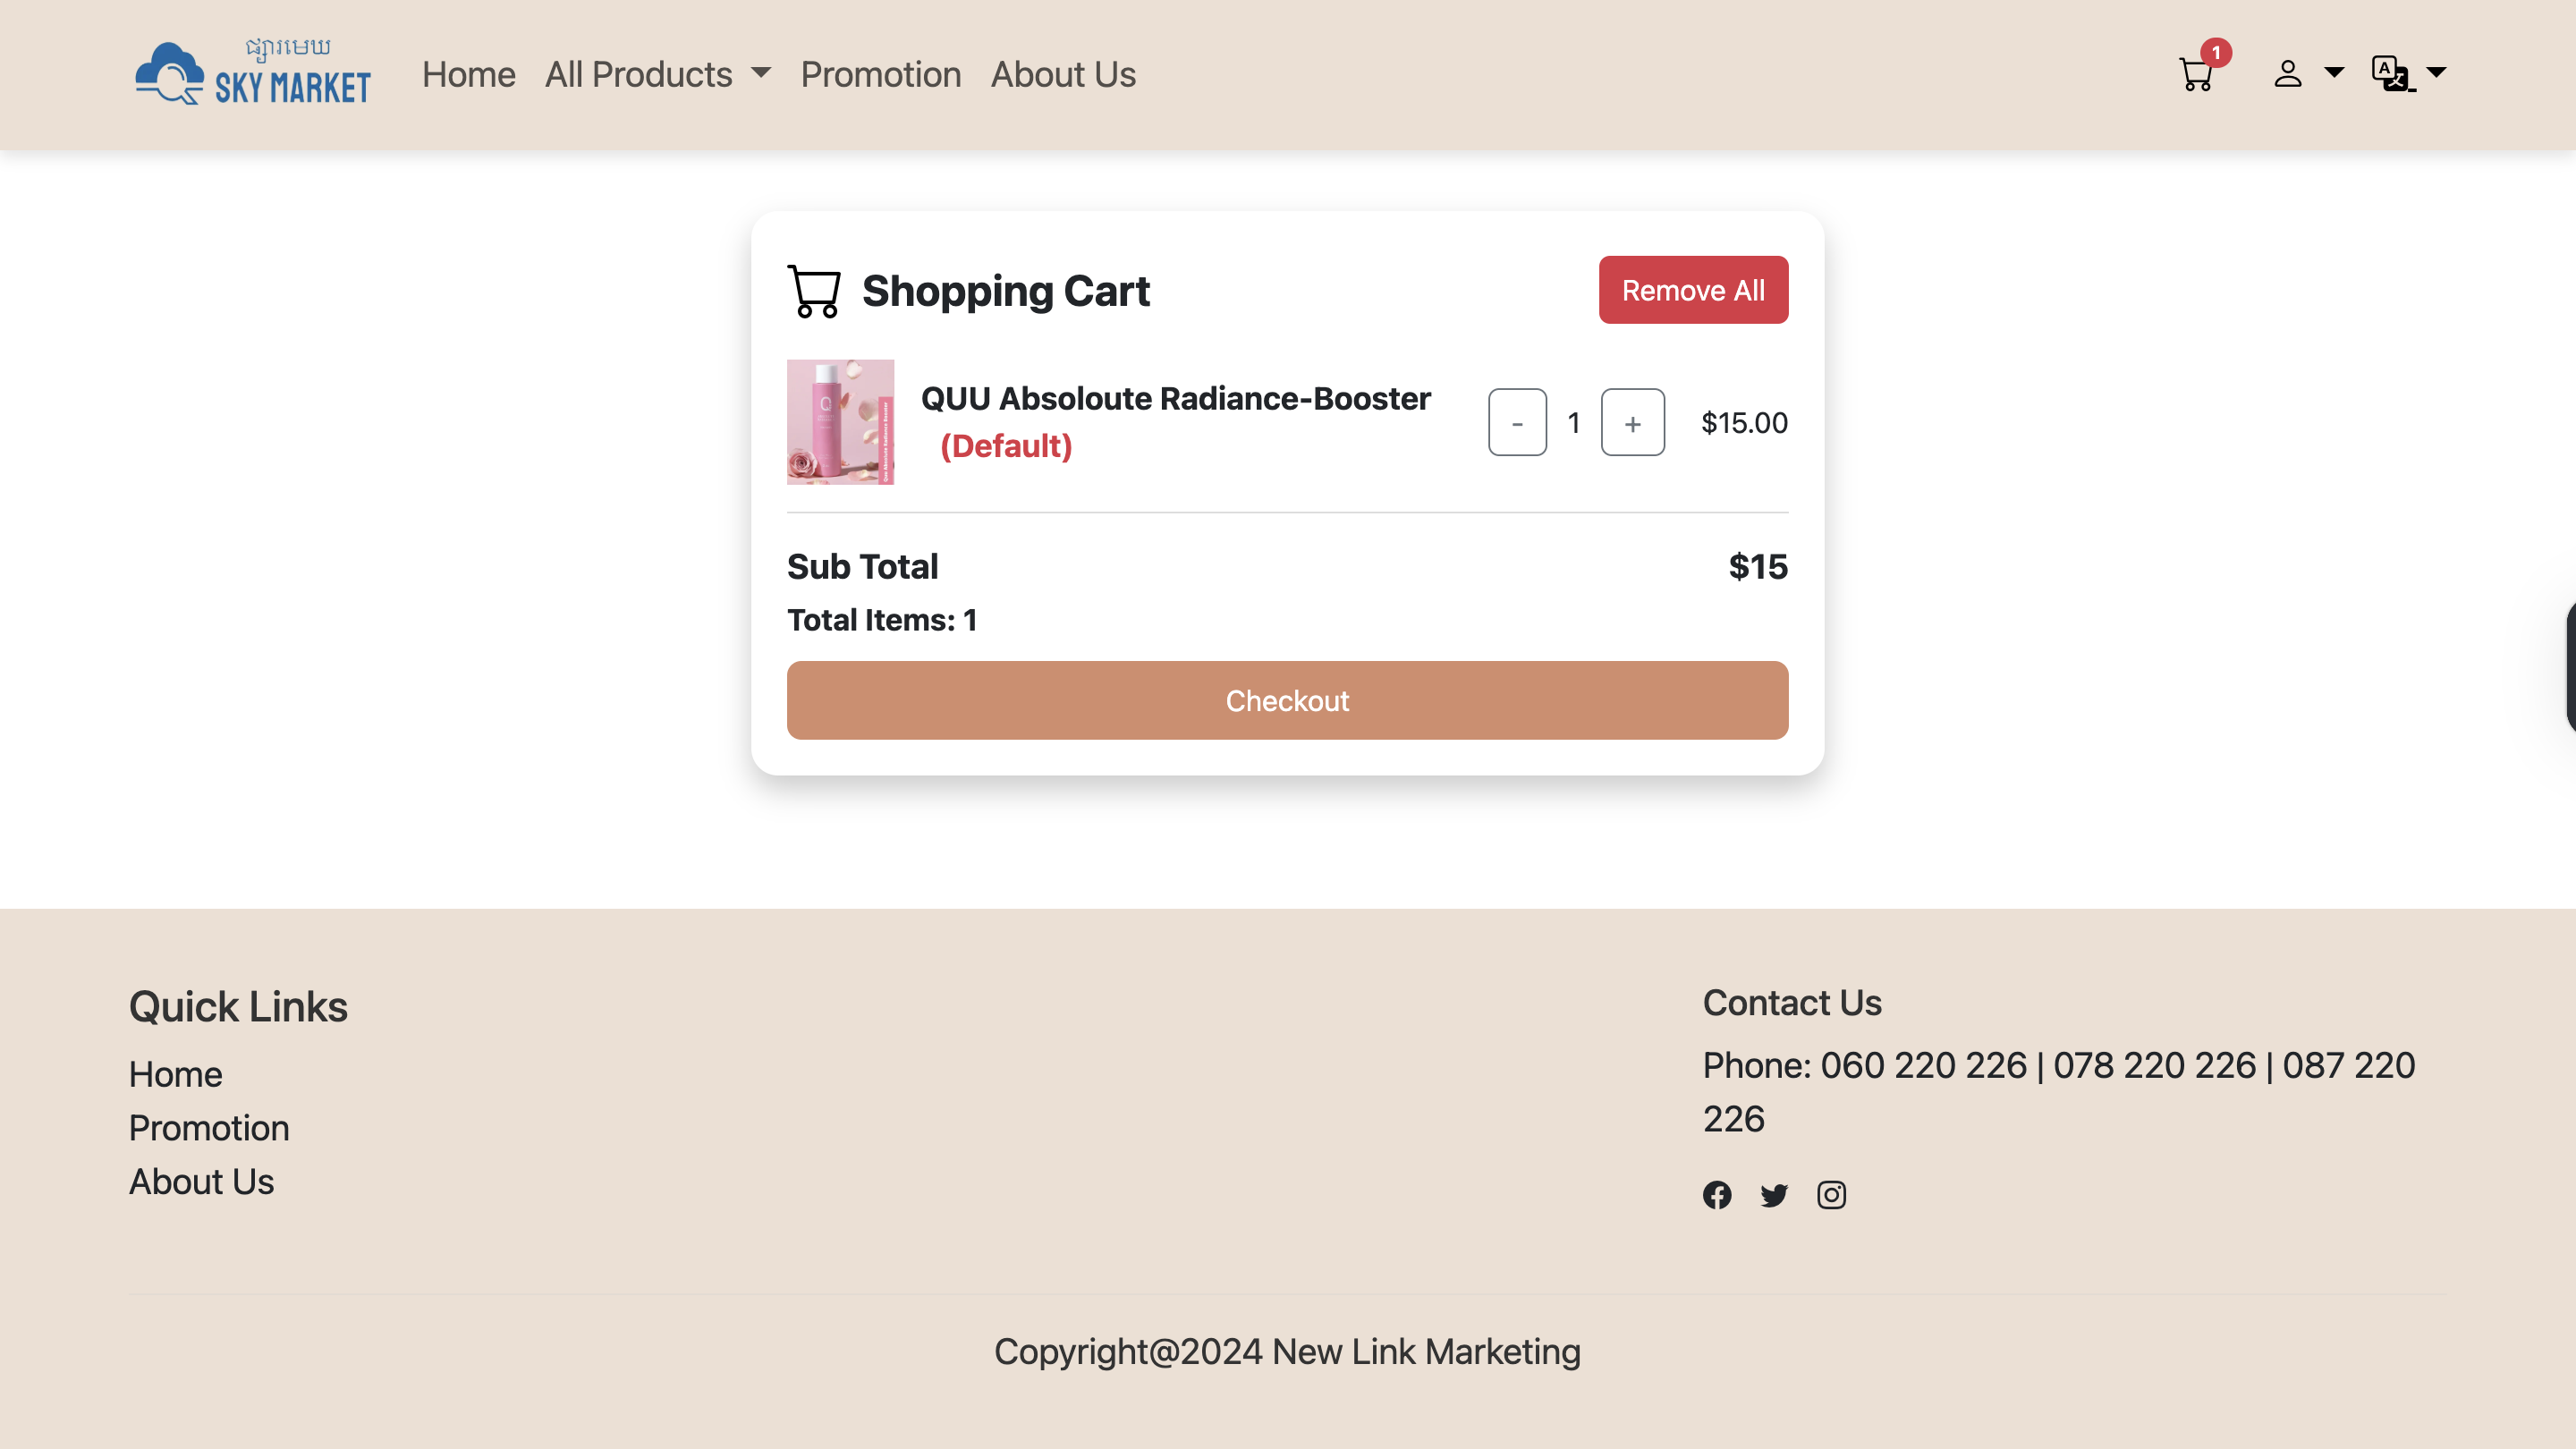 ផ្សារមេឃ
SKY MARKET
Home
All Products
Promotion
About Us
1
Shopping Cart
Remove All
QUU Absoloute Radiance-Booster
(Default)
-
1
+
$15.00
Sub Total
$15
Total Items: 1
Checkout
Quick Links
Home
Promotion
About Us
Contact Us
Phone: 060 220 226 | 078 220 226 | 087 220
226
Copyright@2024 New Link Marketing